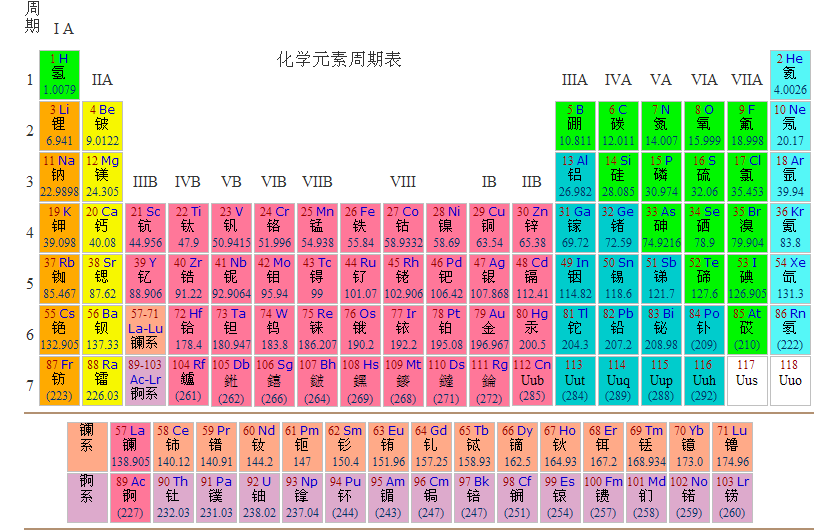 周
期
I A
化学元素周期表
1 1 H 2 He
氢 IIA IIIA IVA VA VIA VIIA 氦
1.0079 4.0026
2 3 Li 4 Be 5 B 6 C 7 N 8 O 9 F 10 Ne
锂 铍 硼 碳 氮 氧 氟 氖
6.941 9.0122 10.811 12.011 14.007 15.999 18.998 20.17
3 11 Na 12 Mg 13 Al 14 Si 15 P 16 S 17 Cl 18 Ar
钠 镁 IIIB IVB VB VIB VIIB VIII IB IIB 铝 硅 磷 硫 氯 氩
22.9898 24.305 26.982 28.085 30.974 32.06 35.453 39.94
4 19 K 20 Ca 21 Sc 22 Ti 23 V 24 Cr 25 Mn 26 Fe 27 Co 28 Ni 29 Cu 30 Zn 31 Ga 32 Ge 33 As 34 Se 35 Br 36 Kr
钾 钙 钪 钛 钒 铬 锰 铁 钴 镍 铜 锌 镓 锗 砷 硒 溴 氪
39.098 40.08 44.956 47.9 50.9415 51.996 54.938 55.84 58.9332 58.69 63.54 65.38 69.72 72.59 74.9216 78.9 79.904 83.8
5 37 Rb 38 Sr 39 Y 40 Zr 41 Nb 42 Mo 43 Tc 44 Ru 45 Rh 46 Pd 47 Ag 48 Cd 49 In 50 Sn 51 Sb 52 Te 53 I 54 Xe
铷 锶 钇 锆 铌 钼 锝 钌 铑 钯 银 镉 铟 锡 锑 碲 碘 氙
85.467 87.62 88.906 91.22 92.9064 95.94 99 101.07 102.906 106.42 107.868 112.41 114.82 118.6 121.7 127.6 126.905 131.3
6 55 Cs 56 Ba 57-71 72 Hf 73 Ta 74 W 75 Re 76 Os 77 Ir 78 Pt 79 Au 80 Hg 81 Tl 82 Pb 83 Bi 84 Po 85 At 86 Rn
铯 钡 La-Lu 铪 钽 钨 铼 锇 铱 铂 金 汞 铊 铅 铋 钋 砹 氡
132.905 137.33 镧系 178.4 180.947 183.8 186.207 190.2 192.2 195.08 196.967 200.5 204.3 207.2 208.98 (209) (210) (222)
7 87 Fr 88 Ra 89-103 104 Rf 105 Db 106 Sg 107 Bh 108 Hs 109 Mt 110 Ds 111 Rg 112 Cn 113 114 115 116 117 118
钫 镭 Ac-Lr Uub Uut Uuq Uup Uuh Uus Uuo
(223) 226.03 锕系 (261) (262) (266) (264) (269) (268) (271) (272) (285) (284) (289) (288) (292)
镧 57 La 58 Ce 59 Pr 60 Nd 61 Pm 62 Sm 63 Eu 64 Gd 65 Tb 66 Dy 67 Ho 68 Er 69 Tm 70 Yb 71 Lu
系 镧 铈 镨 钕 钷 钐 铕 钆 铽 镝 钬 铒 铥 镱 镥
138.905 140.12 140.91 144.2 147 150.4 151.96 157.25 158.93 162.5 164.93 167.2 168.934 173.0 174.96
锕 89 Ac 90 Th 91 Pa 92 U 93 Np 94 Pu 95 Am 96 Cm 97 Bk 98 Cf 99 Es 100 Fm 101 Md 102 No 103 Lr
系 锕 钍 镤 铀 镎 钚 镅 锔 锫 锎 锿 镄 钔 锘 铹
(227) 232.03 231.03 238.02 237.04 (244) (243) (247) (247) (251) (254) (257) (258) (259) (260)